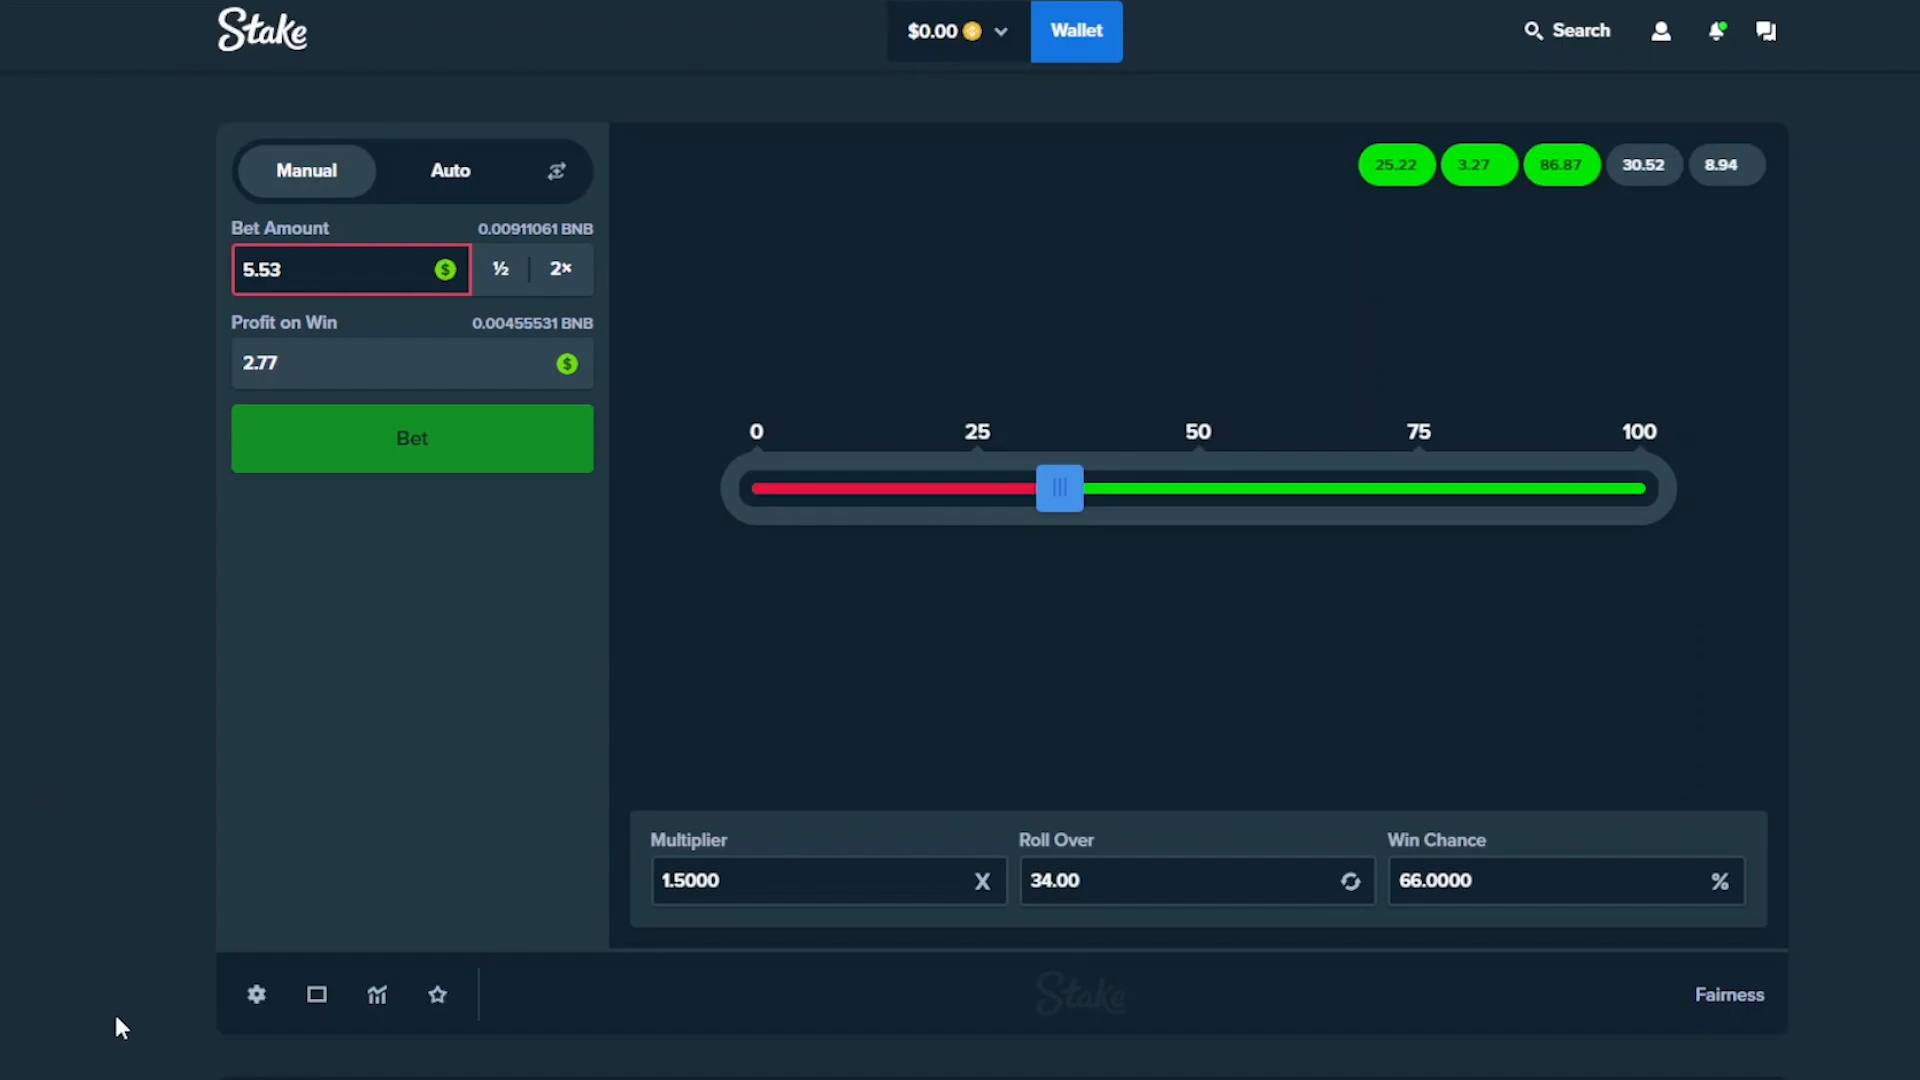 Stake
$0.00
Wallet
Search
Manual Auto
25.22 3.27 86.87 30.52 8.94
Bet Amount 0.00911061 BNB
5.53 $ ½ 2×
Profit on Win 0.00455531 BNB
2.77 $
Bet
0 25 50 75 100
Multiplier Roll Over Win Chance
1.5000 X 34.00 66.0000 %
Stake
Fairness